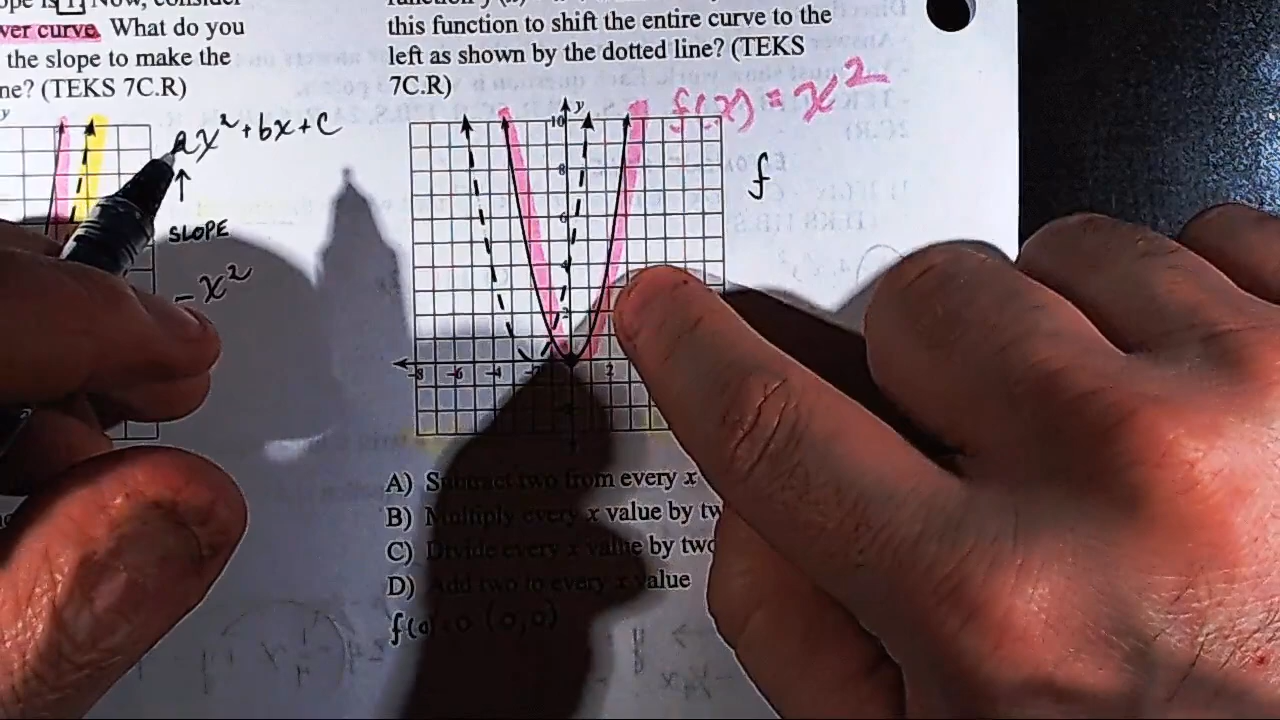 ver curve. What do you
the slope to make the
ne? (TEKS 7C.R)
y
ax²+bx+c
SLOPE
-x²
this function to shift the entire curve to the
left as shown by the dotted line? (TEKS
7C.R)
f(x) = x²
y
10
8
6
4
2
-8 -6 -4 -2 2
f
A) Subtract two from every x
B) Multiply every x value by tw
C) Divide every x value by two
D) Add two to every x value
f(0)=0 (0,0)